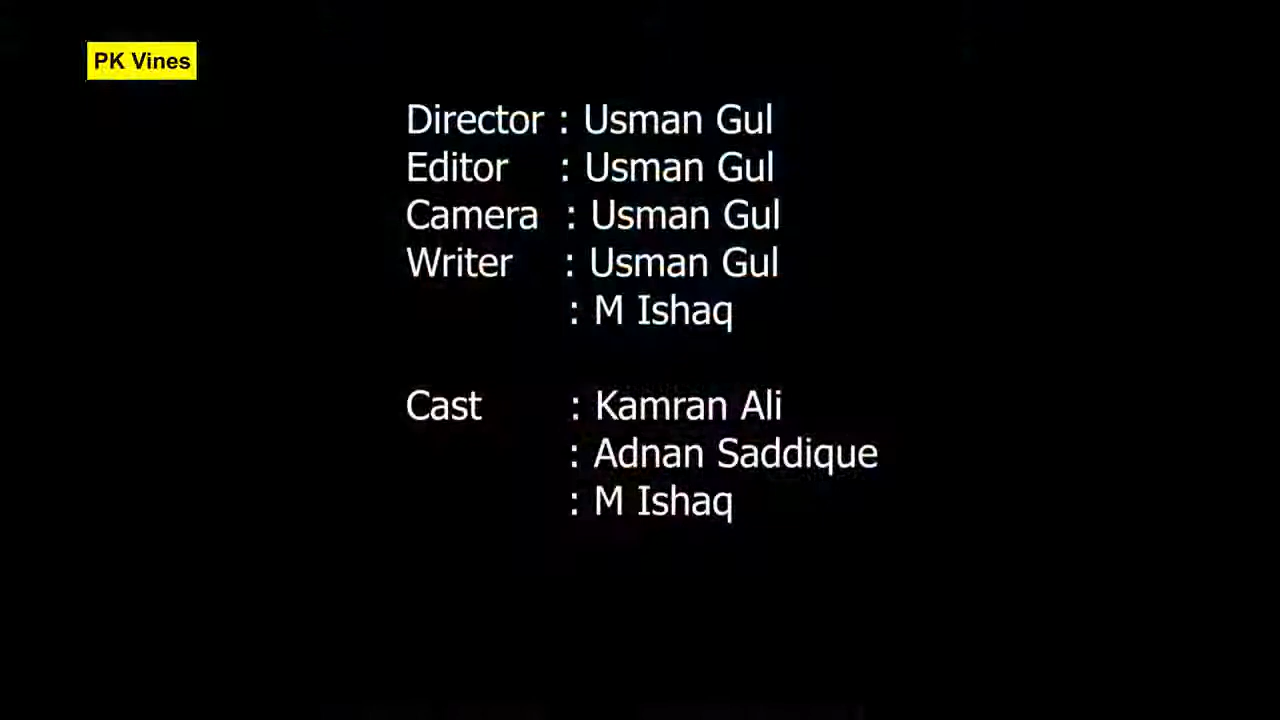 PK Vines
Director : Usman Gul
Editor : Usman Gul
Camera : Usman Gul
Writer : Usman Gul
: M Ishaq
Cast : Kamran Ali
: Adnan Saddique
: M Ishaq